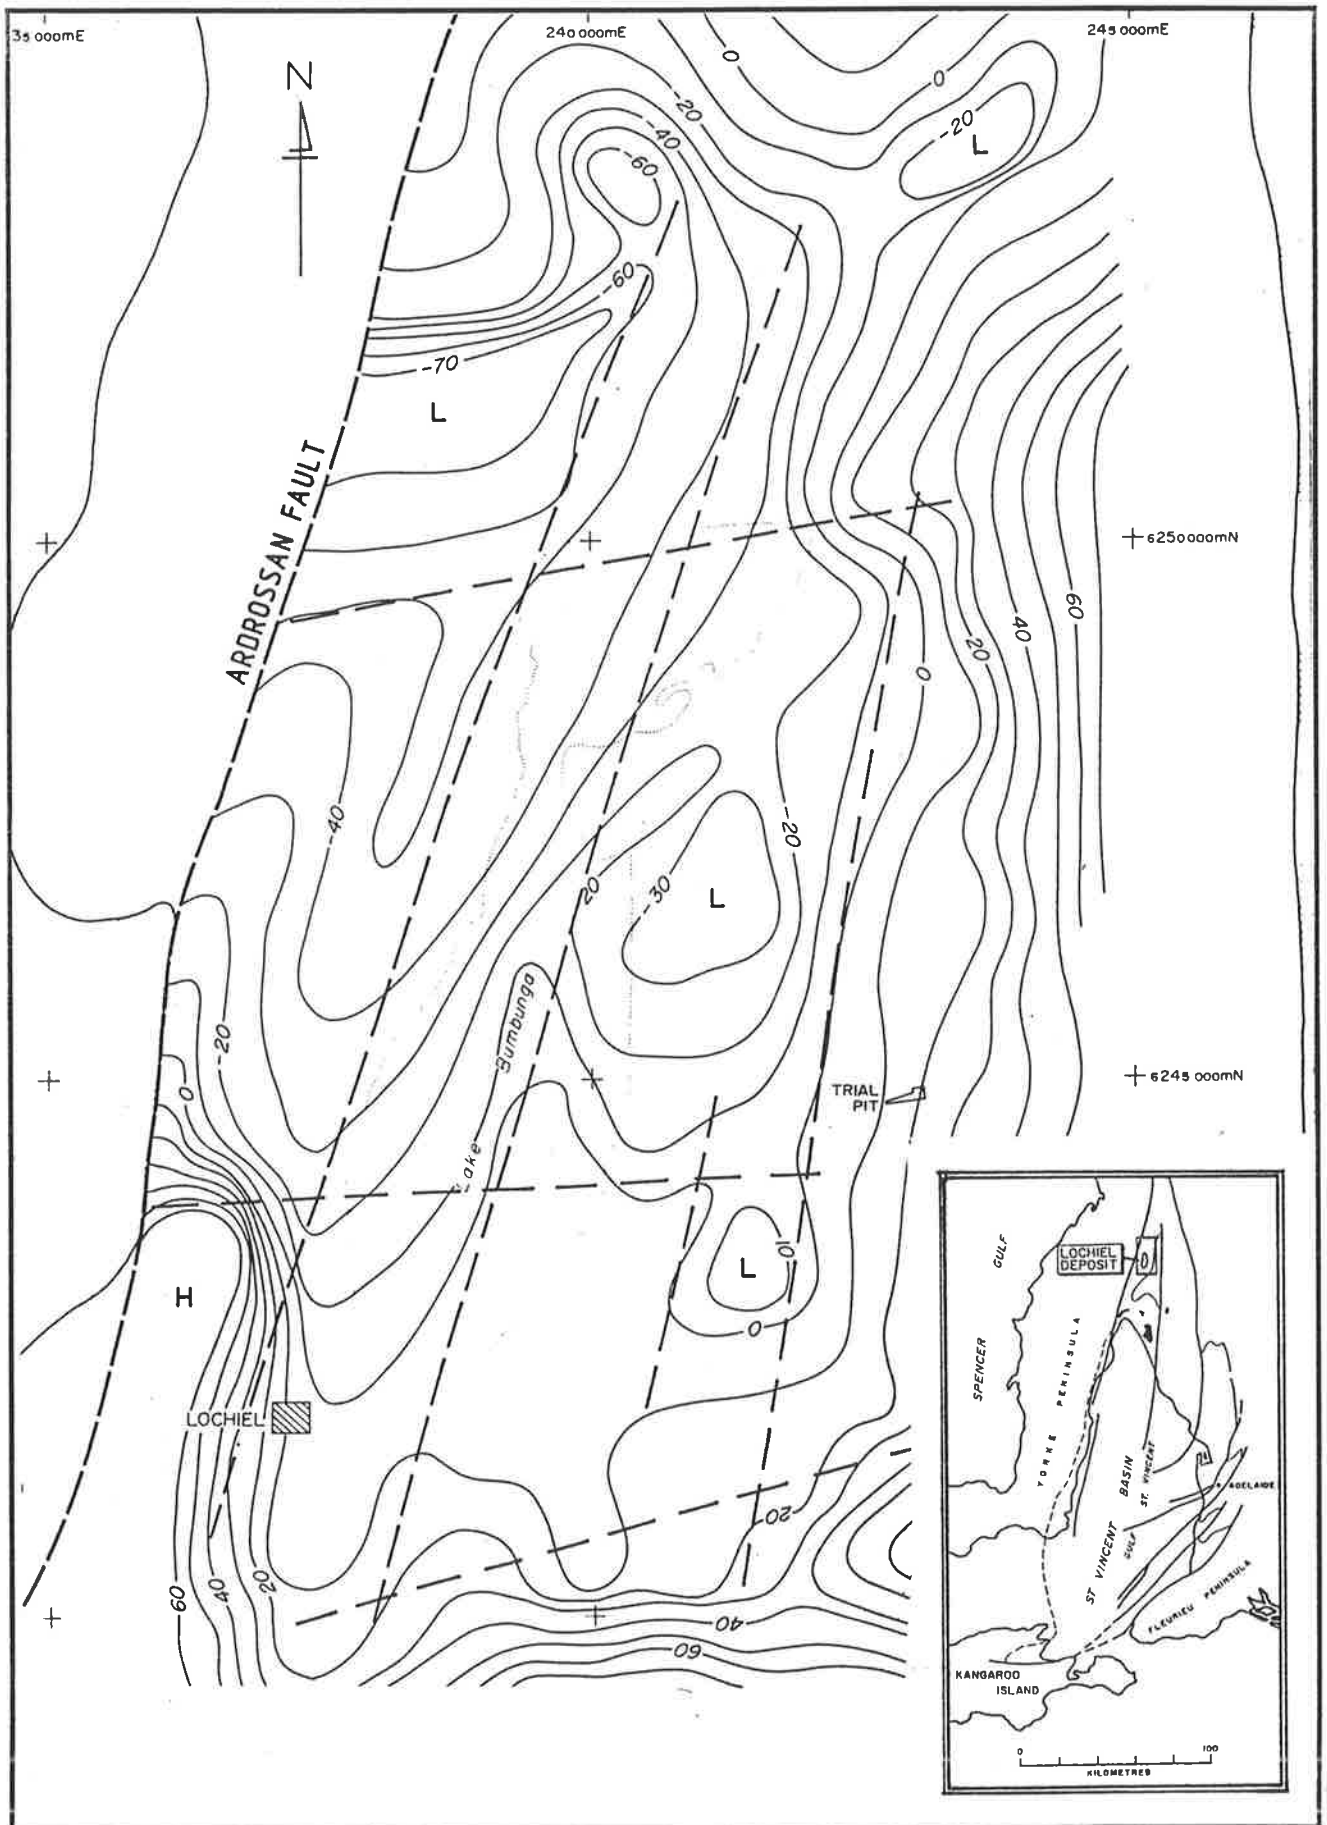 35 000mE
240 000mE
245 000mE
N
0
0
-20
-20
L
-40
-60
-60
-70
L
ARDROSSAN FAULT
6250000mN
60
40
20
0
-40
-20
20
-30
L
Bumbunga
Lake
-20
0
6245 000mN
TRIAL
PIT
10
L
0
H
LOCHIEL
20
60
40
20
40
60
LOCHIEL
DEPOSIT
GULF
SPENCER
YORKE PENINSULA
BASIN
ST VINCENT
ST. VINCENT
GULF
ADELAIDE
FLEURIEU PENINSULA
KANGAROO
ISLAND
0
100
KILOMETRES